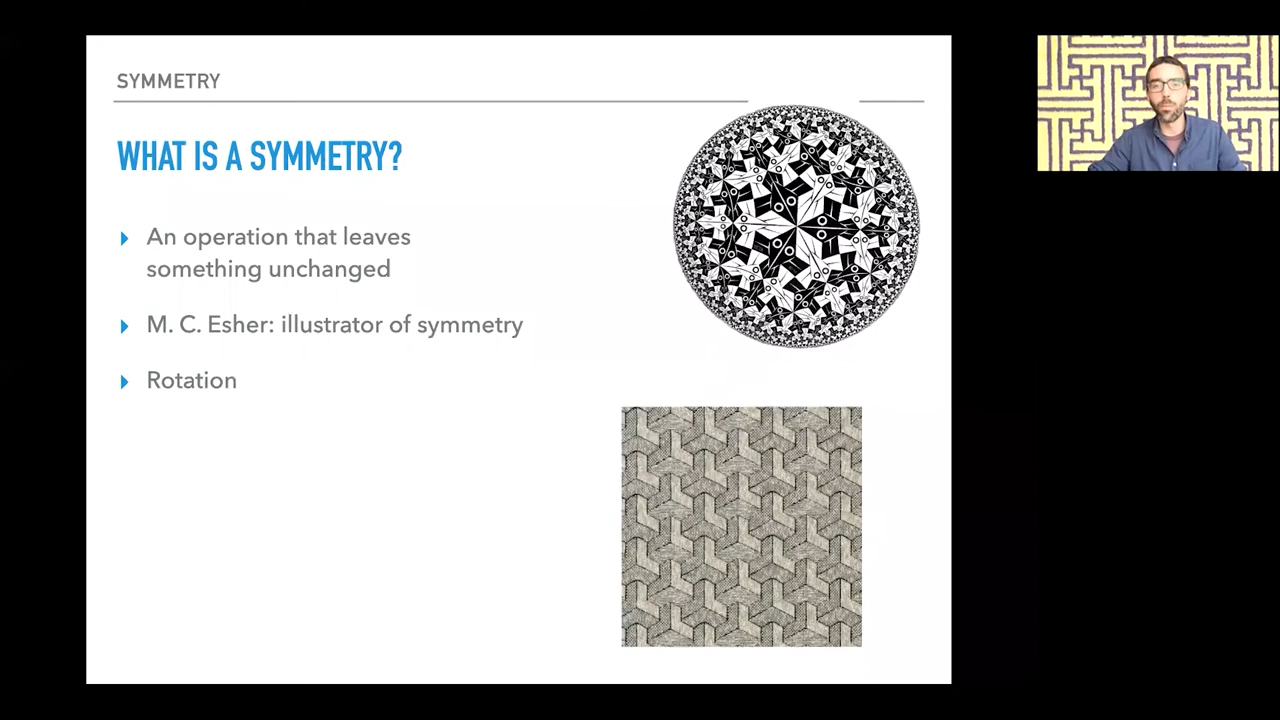 SYMMETRY
WHAT IS A SYMMETRY?
An operation that leaves
something unchanged
M. C. Esher: illustrator of symmetry
Rotation